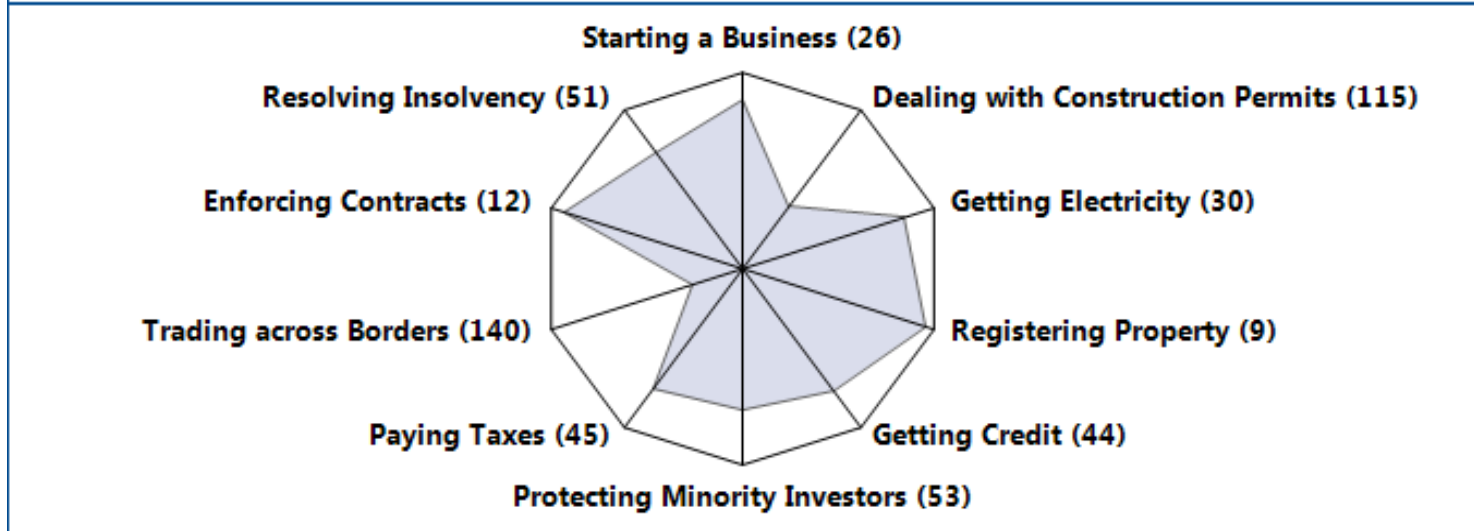 Starting a Business (26)
Resolving Insolvency (51)
Dealing with Construction Permits (115)
Enforcing Contracts (12)
Getting Electricity (30)
Trading across Borders (140)
Registering Property (9)
Paying Taxes (45)
Getting Credit (44)
Protecting Minority Investors (53)